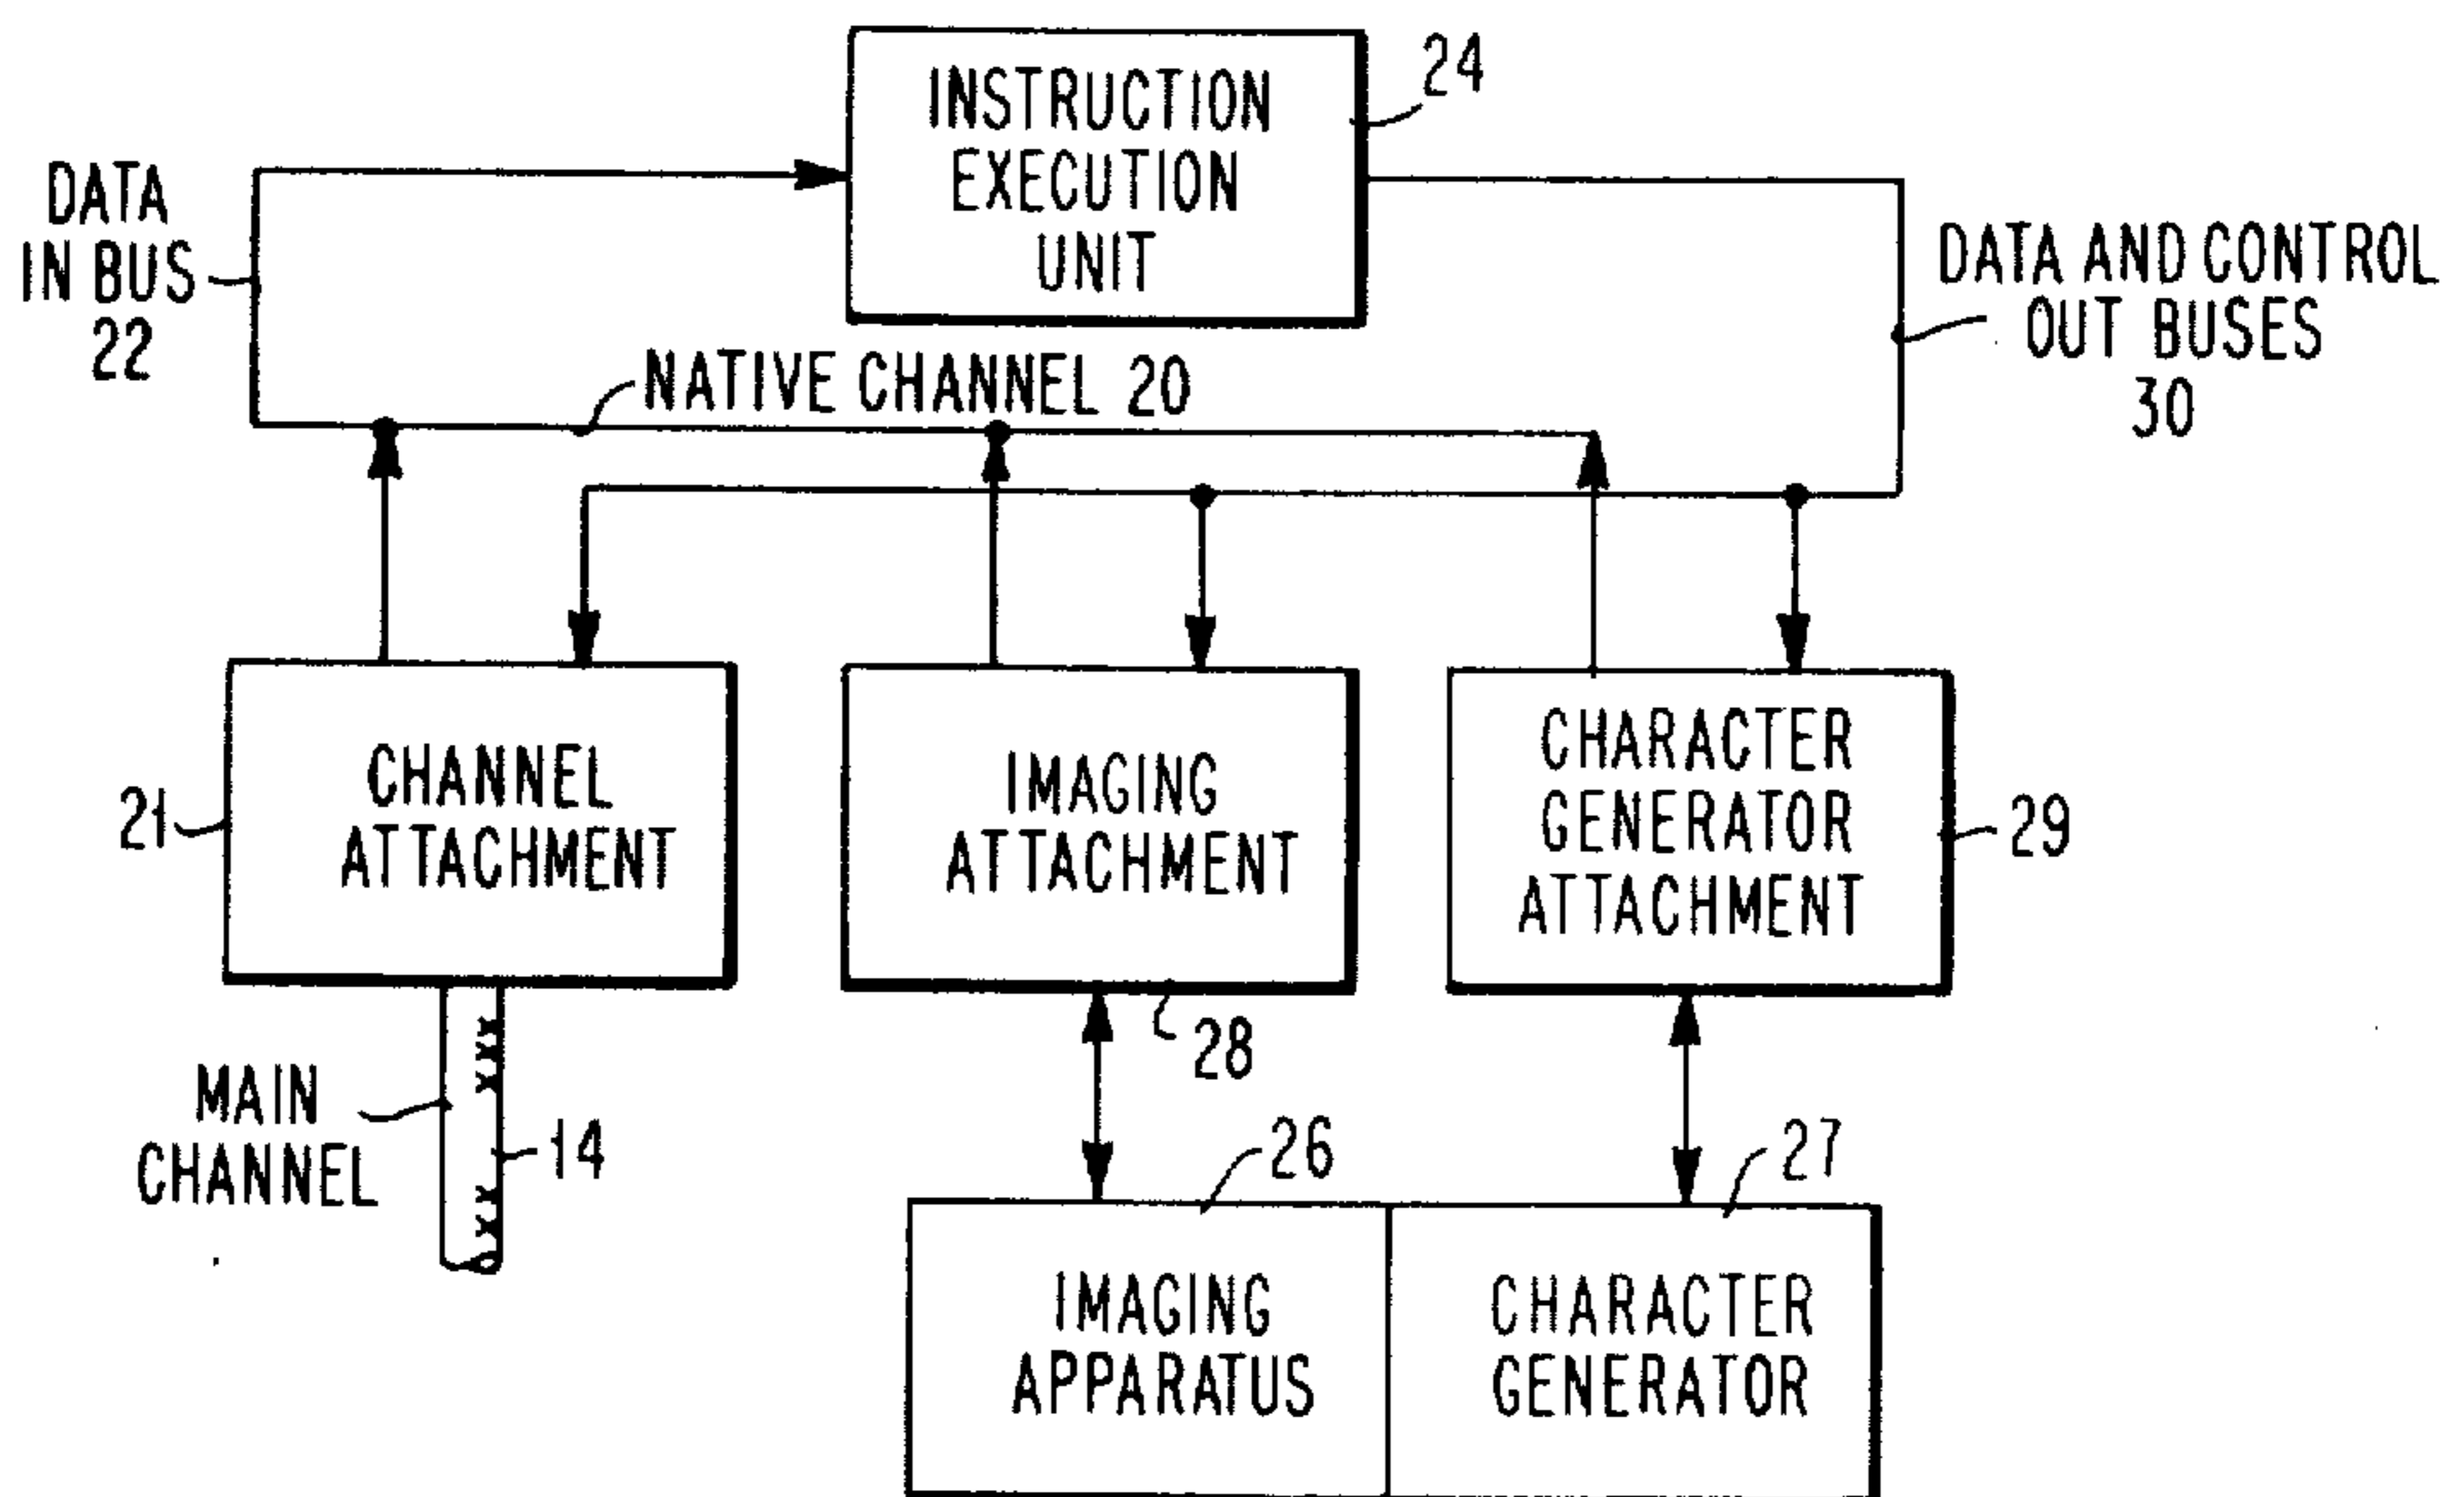 INSTRUCTION
EXECUTION
UNIT
24
DATA
IN BUS
22
DATA AND CONTROL
OUT BUSES
30
NATIVE CHANNEL 20
CHANNEL
ATTACHMENT
21
IMAGING
ATTACHMENT
28
CHARACTER
GENERATOR
ATTACHMENT
29
MAIN
CHANNEL
14
26
27
IMAGING
APPARATUS
CHARACTER
GENERATOR